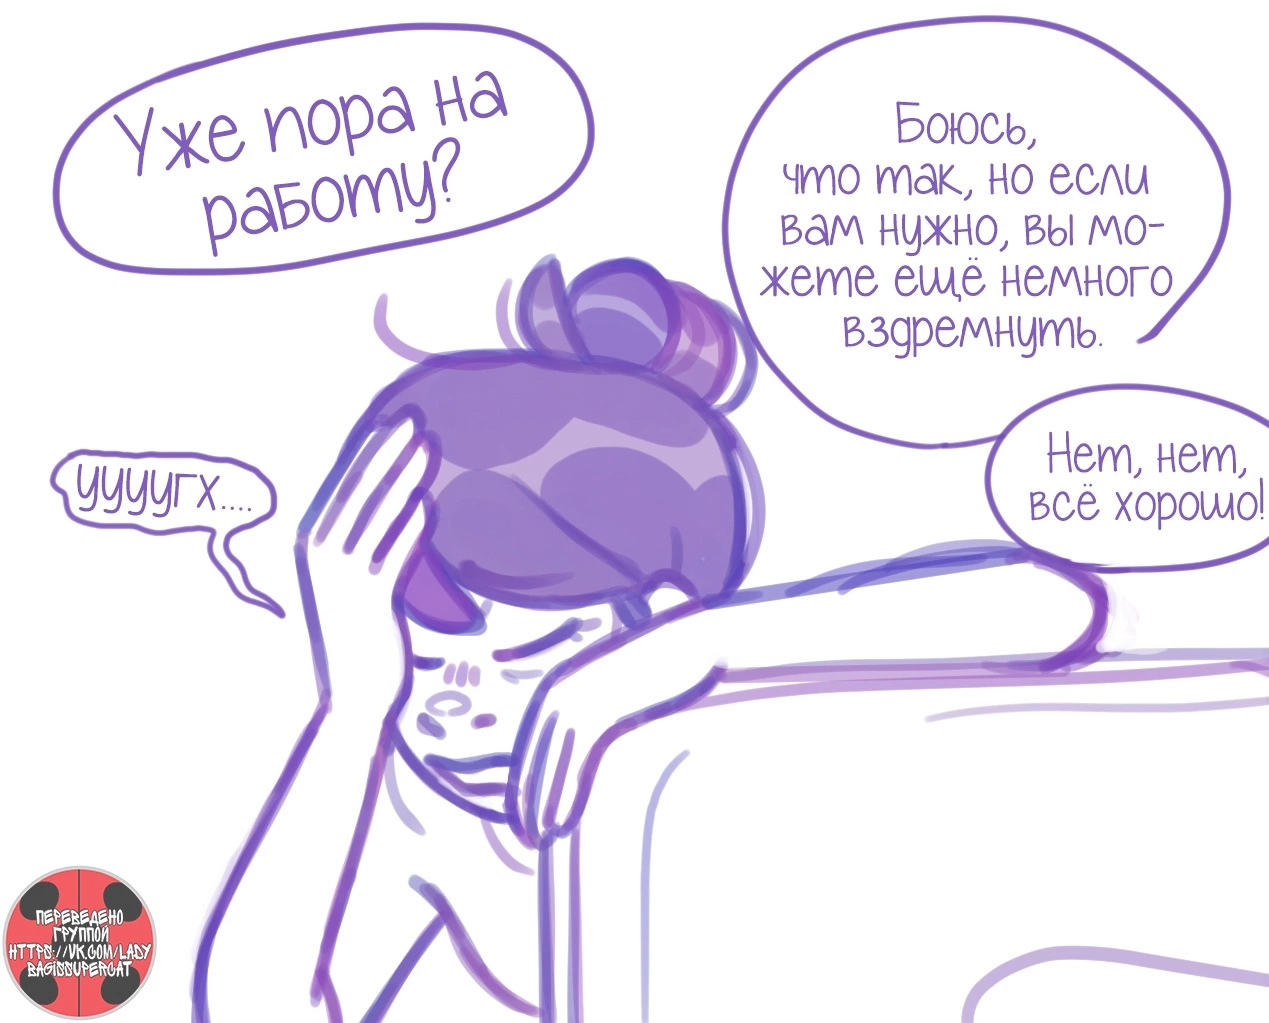 Уже пора на
работу?
Боюсь,
что так, но если
вам нужно, вы мо-
жете ещё немного
вздремнуть.
Нет, нет,
всё хорошо!
уууугх....
ПЕРЕВЕДЕНО
ГРУППОЙ
HTTPS://VK.COM/LADY
BAGISSUPERCAT